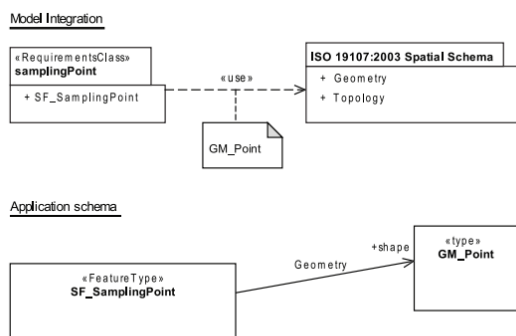 Model Integration
«RequirementsClass»
samplingPoint
+ SF_SamplingPoint
«use»
GM_Point
ISO 19107:2003 Spatial Schema
+ Geometry
+ Topology
Application schema
«FeatureType»
SF_SamplingPoint
Geometry
+shape
«type»
GM_Point